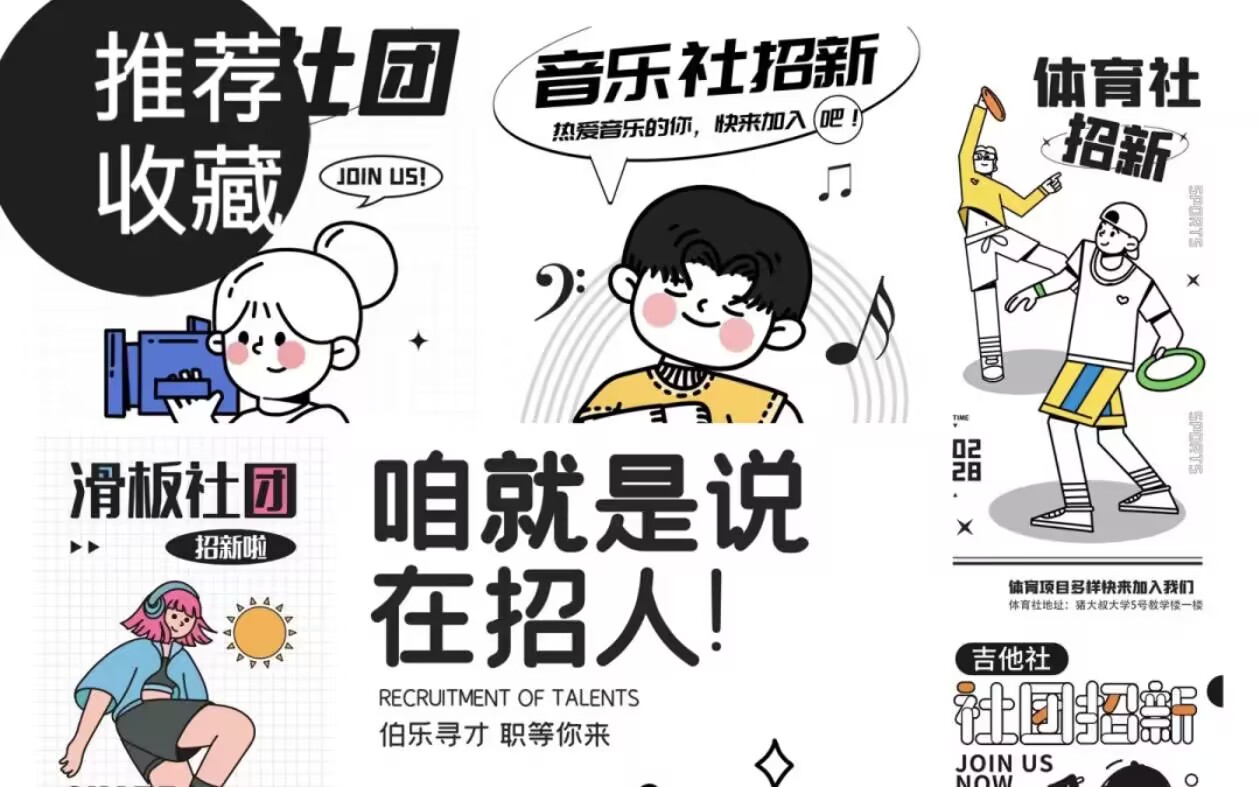 推荐
收藏
社团
JOIN US!
音乐社招新
热爱音乐的你，快来加入吧！
体育社
招新
SPORTS
SPORTS
TIME
02
28
体育项目多样快来加入我们
体育社地址：猪大叔大学5号教学楼一楼
滑板社团
招新啦
咱就是说
在招人!
RECRUITMENT OF TALENTS
伯乐寻才 职等你来
吉他社
社团招新
JOIN US
NOW